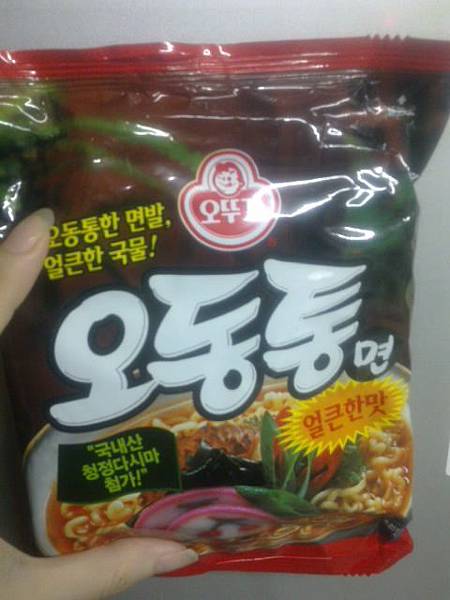 오뚜기
오동통한 면발,
얼큰한 국물!
오동통면
얼큰한맛
"국내산
청정다시마
첨가!"